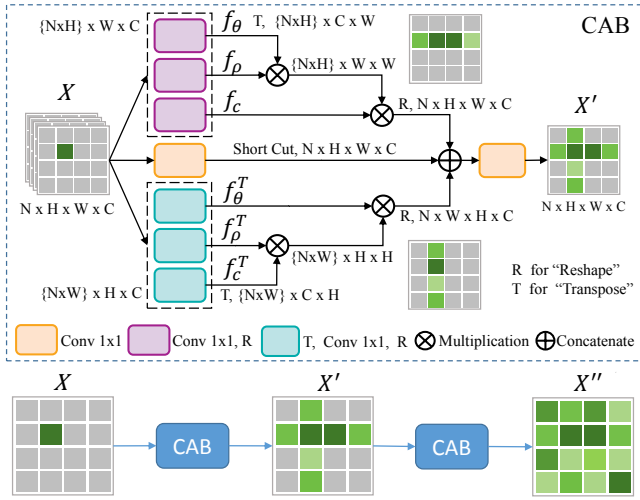 CAB
{NxH} x W x C
f_θ
T, {NxH} x C x W
f_ρ
{NxH} x W x W
f_c
R, N x H x W x C
X
X′
N x H x W x C
Short Cut, N x H x W x C
N x H x W x C
f_θ^T
R, N x W x H x C
f_ρ^T
{NxW} x H x H
f_c^T
{NxW} x H x C
T, {NxW} x C x H
R for “Reshape”
T for “Transpose”
Conv 1x1
Conv 1x1, R
T, Conv 1x1, R
Multiplication
Concatenate
X
X′
X′′
CAB
CAB